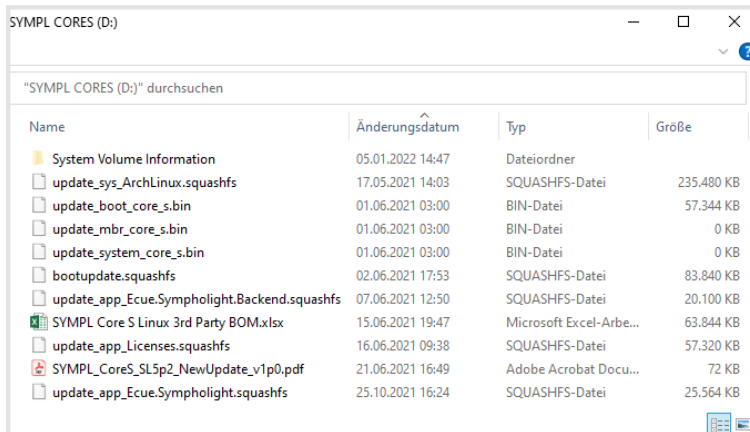 SYMPL CORES (D:)
"SYMPL CORES (D:)" durchsuchen
Name Änderungsdatum Typ Größe
System Volume Information 05.01.2022 14:47 Dateiordner
update_sys_ArchLinux.squashfs 17.05.2021 14:03 SQUASHFS-Datei 235.480 KB
update_boot_core_s.bin 01.06.2021 03:00 BIN-Datei 57.344 KB
update_mbr_core_s.bin 01.06.2021 03:00 BIN-Datei 0 KB
update_system_core_s.bin 01.06.2021 03:00 BIN-Datei 0 KB
bootupdate.squashfs 02.06.2021 17:53 SQUASHFS-Datei 83.840 KB
update_app_Ecue.Sympholight.Backend.squashfs 07.06.2021 12:50 SQUASHFS-Datei 20.100 KB
SYMPL Core S Linux 3rd Party BOM.xlsx 15.06.2021 19:47 Microsoft Excel-Arbe... 63.844 KB
update_app_Licenses.squashfs 16.06.2021 09:38 SQUASHFS-Datei 57.320 KB
SYMPL_CoreS_SL5p2_NewUpdate_v1p0.pdf 21.06.2021 16:49 Adobe Acrobat Docu... 72 KB
update_app_Ecue.Sympholight.squashfs 25.10.2021 16:24 SQUASHFS-Datei 25.564 KB